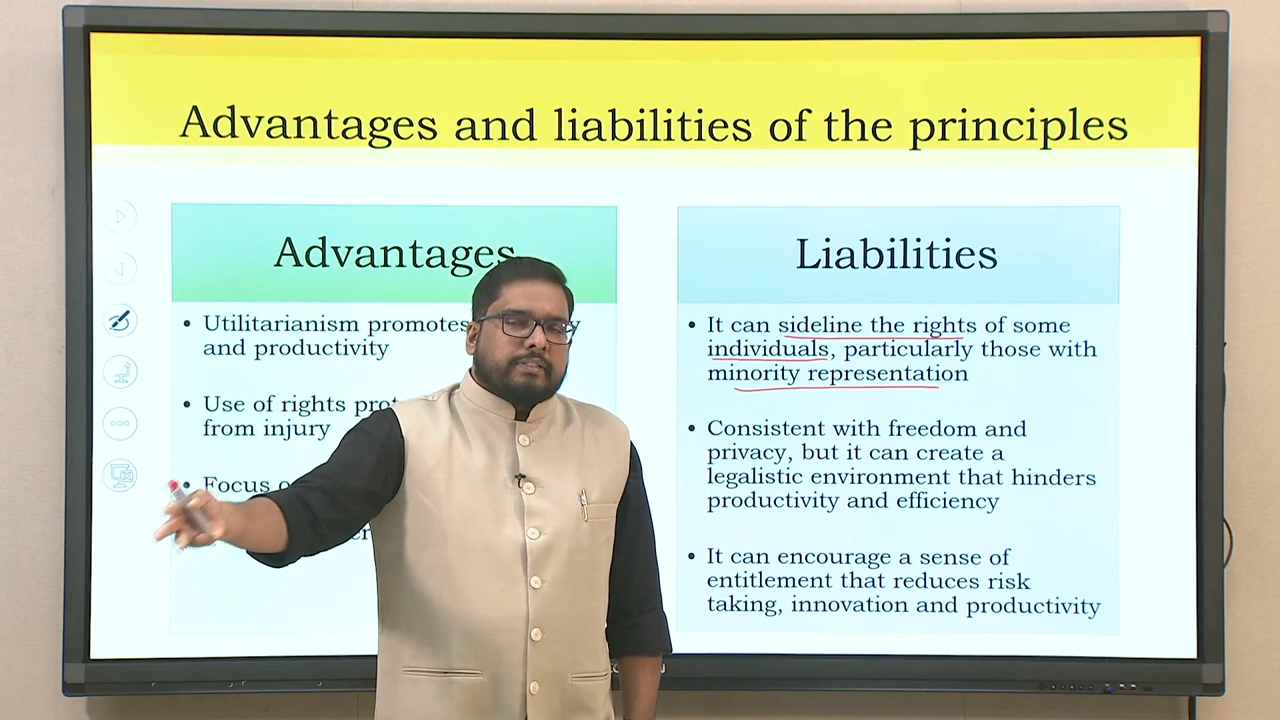 Advantages and liabilities of the principles
Advantages
• Utilitarianism promotes
and productivity
• Use of rights
from injury
• Focus
Liabilities
• It can sideline the rights of some
individuals, particularly those with
minority representation
• Consistent with freedom and
privacy, but it can create a
legalistic environment that hinders
productivity and efficiency
• It can encourage a sense of
entitlement that reduces risk
taking, innovation and productivity